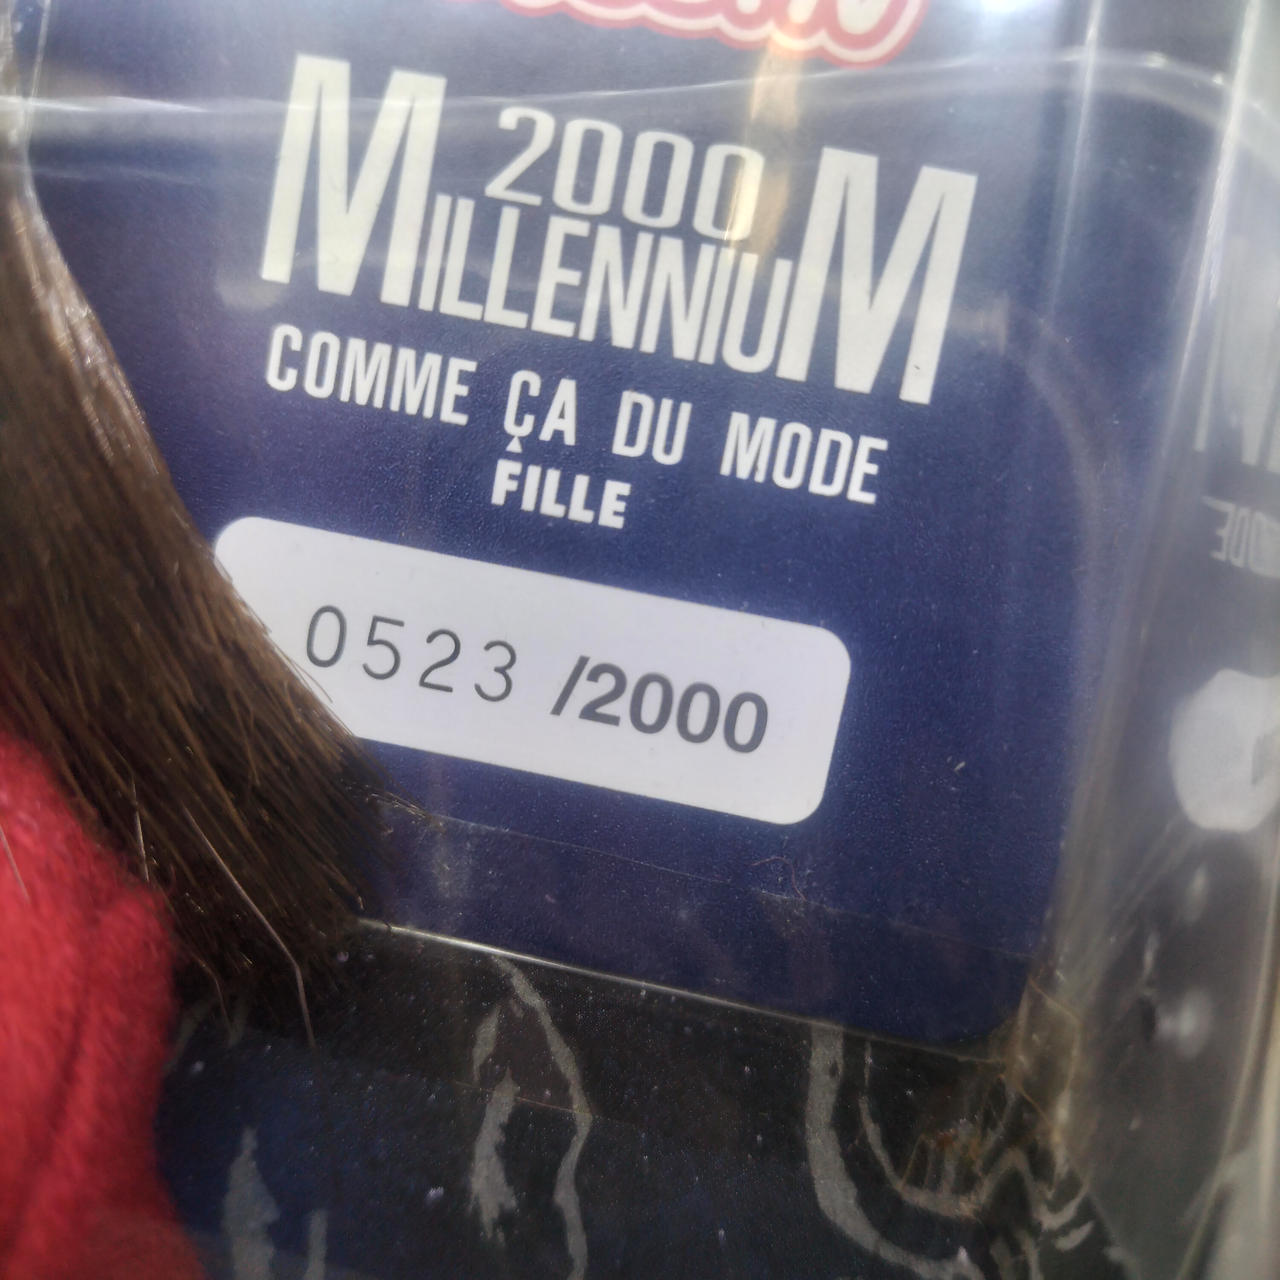 2000
MILLENNIUM
COMME ÇA DU MODE
FILLE
0523 /2000